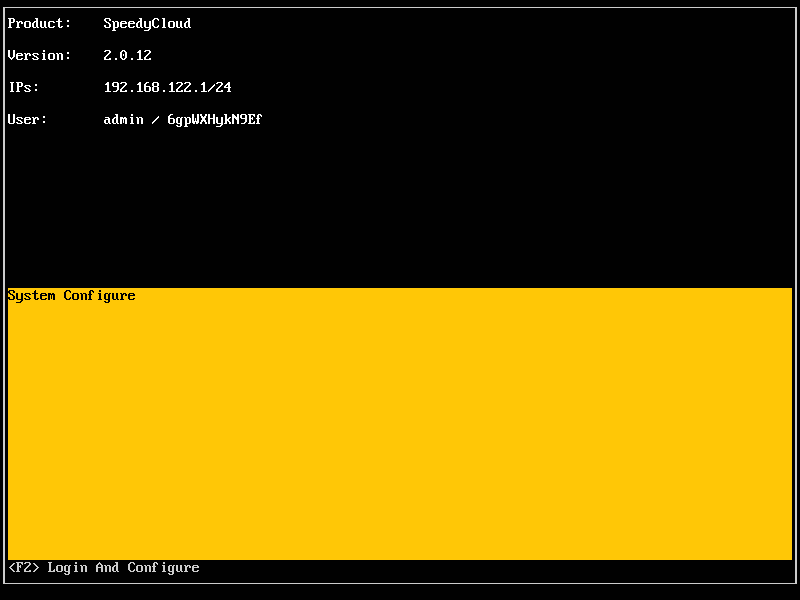 Product: SpeedyCloud
Version: 2.0.12
IPs: 192.168.122.1/24
User: admin / 6gpWXHykN9Ef
System Configure
<F2> Login And Configure